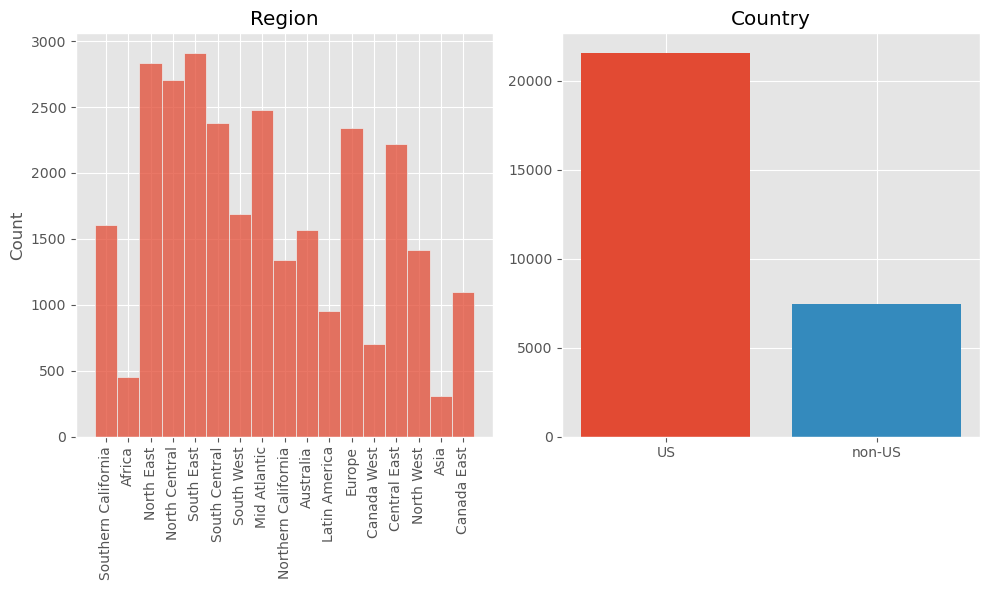 Region
Count
3000
2500
2000
1500
1000
500
0
Southern California
Africa
North East
North Central
South East
South Central
South West
Mid Atlantic
Northern California
Australia
Latin America
Europe
Canada West
Central East
North West
Asia
Canada East
Country
20000
15000
10000
5000
0
US
non-US